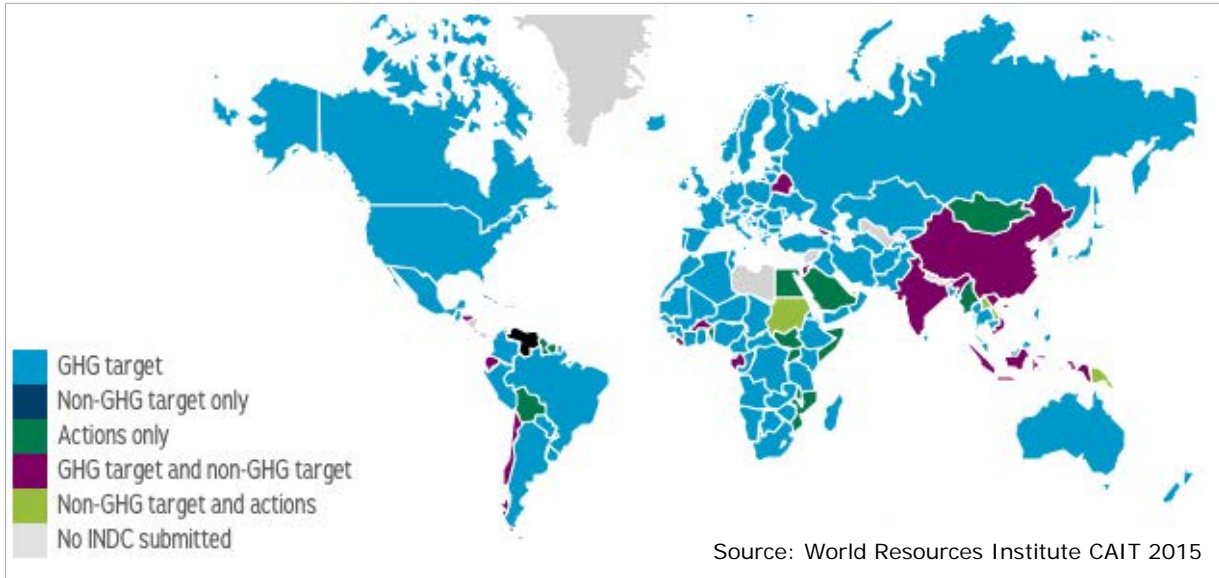 GHG target
Non-GHG target only
Actions only
GHG target and non-GHG target
Non-GHG target and actions
No INDC submitted
Source: World Resources Institute CAIT 2015